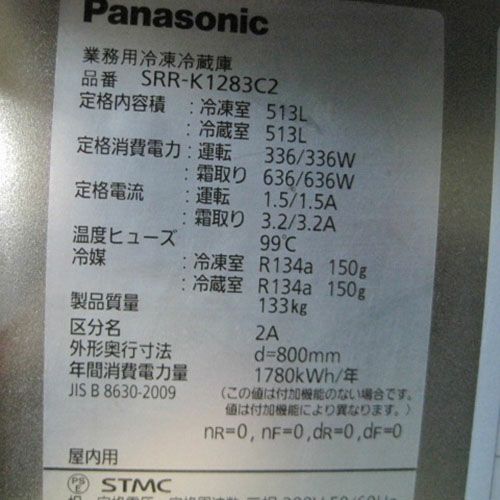 Panasonic
業務用冷凍冷蔵庫
品番 SRR-K1283C2
定格内容積 : 冷凍室 513L
: 冷蔵室 513L
定格消費電力 : 運転 336/336W
: 霜取り 636/636W
定格電流 : 運転 1.5/1.5A
: 霜取り 3.2/3.2A
温度ヒューズ 99℃
冷媒 : 冷凍室 R134a 150g
: 冷蔵室 R134a 150g
製品質量 133kg
区分名 2A
外形奥行寸法 d=800mm
年間消費電力量 1780kWh/年
JIS B 8630-2009 (この値は付加機能のない場合です。
値は付加機能により異なります。)
nR=0, nF=0,dR=0,dF=0
屋内用
PSE STMC